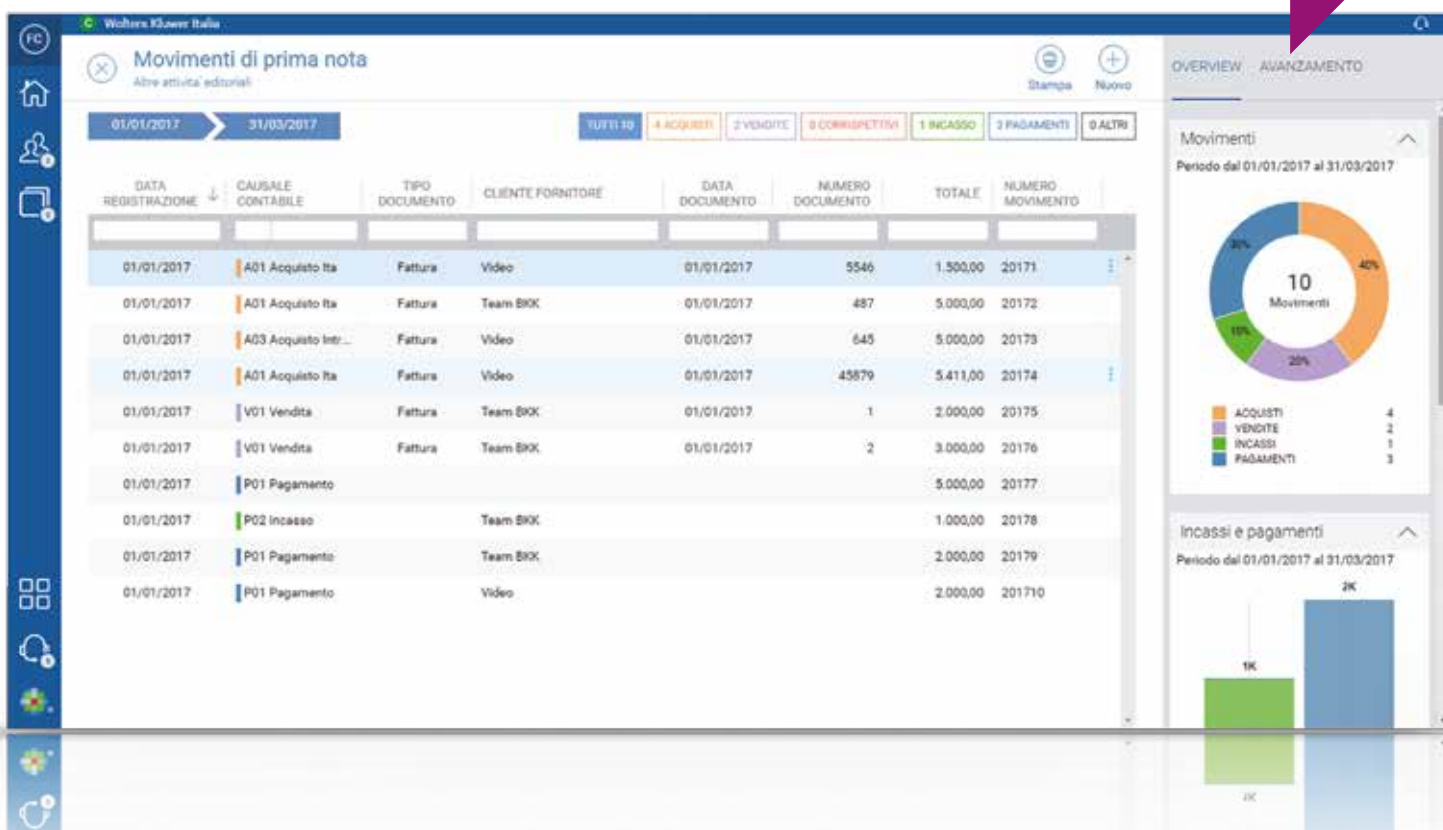 Wolters Kluwer Italia
FC
Movimenti di prima nota
Altre attivita' editoriali
Stampa
Nuovo
OVERVIEW
AVANZAMENTO
01/01/2017
31/03/2017
TUTTI 10
4 ACQUISTI
2 VENDITE
0 CORRISPETTIVI
1 INCASSO
3 PAGAMENTI
0 ALTRI
DATA REGISTRAZIONE
CAUSALE CONTABILE
TIPO DOCUMENTO
CLIENTE FORNITORE
DATA DOCUMENTO
NUMERO DOCUMENTO
TOTALE
NUMERO MOVIMENTO
01/01/2017 A01 Acquisto Ita Fattura Video 01/01/2017 5546 1.500,00 20171
01/01/2017 A01 Acquisto Ita Fattura Team BKK 01/01/2017 487 5.000,00 20172
01/01/2017 A03 Acquisto Intr... Fattura Video 01/01/2017 645 5.000,00 20173
01/01/2017 A01 Acquisto Ita Fattura Video 01/01/2017 45879 5.411,00 20174
01/01/2017 V01 Vendita Fattura Team BKK 01/01/2017 1 2.000,00 20175
01/01/2017 V01 Vendita Fattura Team BKK 01/01/2017 2 3.000,00 20176
01/01/2017 P01 Pagamento 5.000,00 20177
01/01/2017 P02 Incasso Team BKK 1.000,00 20178
01/01/2017 P01 Pagamento Team BKK 2.000,00 20179
01/01/2017 P01 Pagamento Video 2.000,00 201710
Movimenti
Periodo dal 01/01/2017 al 31/03/2017
30%
40%
10
Movimenti
10%
20%
ACQUISTI 4
VENDITE 2
INCASSI 1
PAGAMENTI 3
Incassi e pagamenti
Periodo dal 01/01/2017 al 31/03/2017
2K
1K